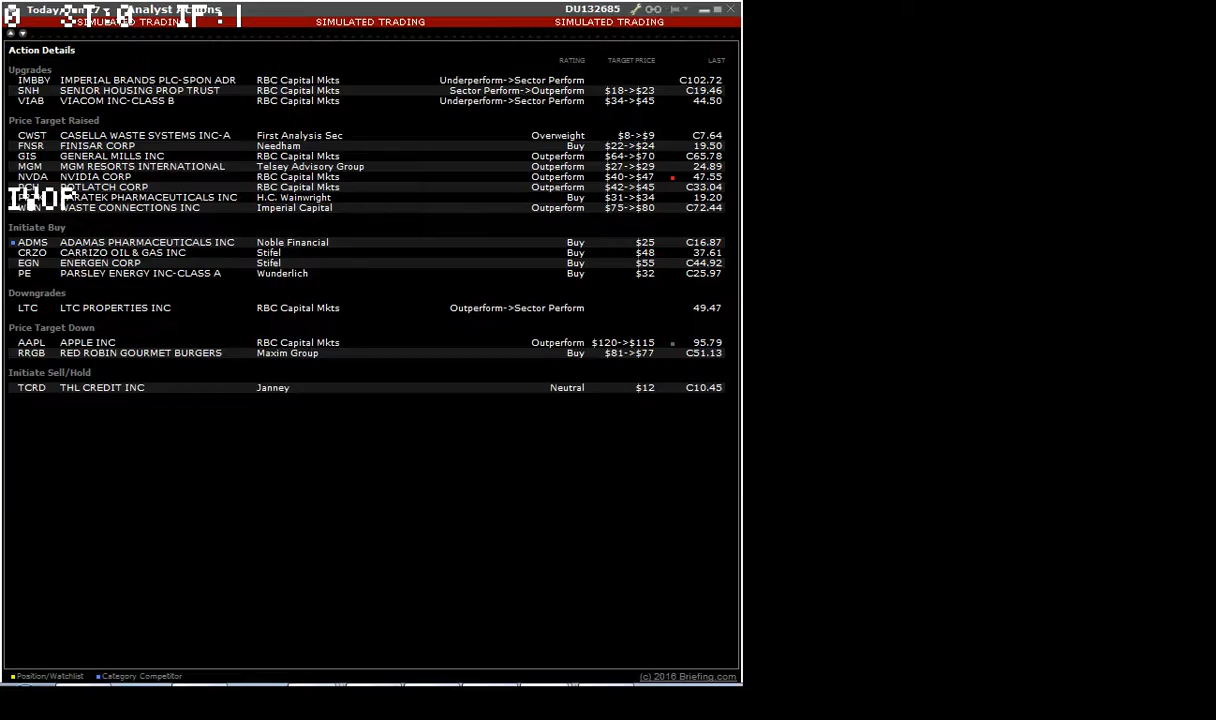 Today, Analyst Actions DU132685
SIMULATED TRADING SIMULATED TRADING SIMULATED TRADING
Action Details
RATING TARGET PRICE LAST
Upgrades
IMBBY IMPERIAL BRANDS PLC-SPON ADR RBC Capital Mkts Underperform->Sector Perform C102.72
SNH SENIOR HOUSING PROP TRUST RBC Capital Mkts Sector Perform->Outperform $18->$23 C19.46
VIAB VIACOM INC-CLASS B RBC Capital Mkts Underperform->Sector Perform $34->$45 44.50
Price Target Raised
CWST CASELLA WASTE SYSTEMS INC-A First Analysis Sec Overweight $8->$9 C7.64
FNSR FINISAR CORP Needham Buy $22->$24 19.50
GIS GENERAL MILLS INC RBC Capital Mkts Outperform $64->$70 C65.78
MGM MGM RESORTS INTERNATIONAL Telsey Advisory Group Outperform $27->$29 24.89
NVDA NVIDIA CORP RBC Capital Mkts Outperform $40->$47 47.55
PCH POTLATCH CORP RBC Capital Mkts Outperform $42->$45 C33.04
PARATEK PHARMACEUTICALS INC H.C. Wainwright Buy $31->$34 19.20
WASTE CONNECTIONS INC Imperial Capital Outperform $75->$80 C72.44
Initiate Buy
ADMS ADAMAS PHARMACEUTICALS INC Noble Financial Buy $25 C16.87
CRZO CARRIZO OIL & GAS INC Stifel Buy $48 37.61
EGN ENERGEN CORP Stifel Buy $55 C44.92
PE PARSLEY ENERGY INC-CLASS A Wunderlich Buy $32 C25.97
Downgrades
LTC LTC PROPERTIES INC RBC Capital Mkts Outperform->Sector Perform 49.47
Price Target Down
AAPL APPLE INC RBC Capital Mkts Outperform $120->$115 95.79
RRGB RED ROBIN GOURMET BURGERS Maxim Group Buy $81->$77 C51.13
Initiate Sell/Hold
TCRD THL CREDIT INC Janney Neutral $12 C10.45
Position/Watchlist Category Competitor (c) 2016 Briefing.com